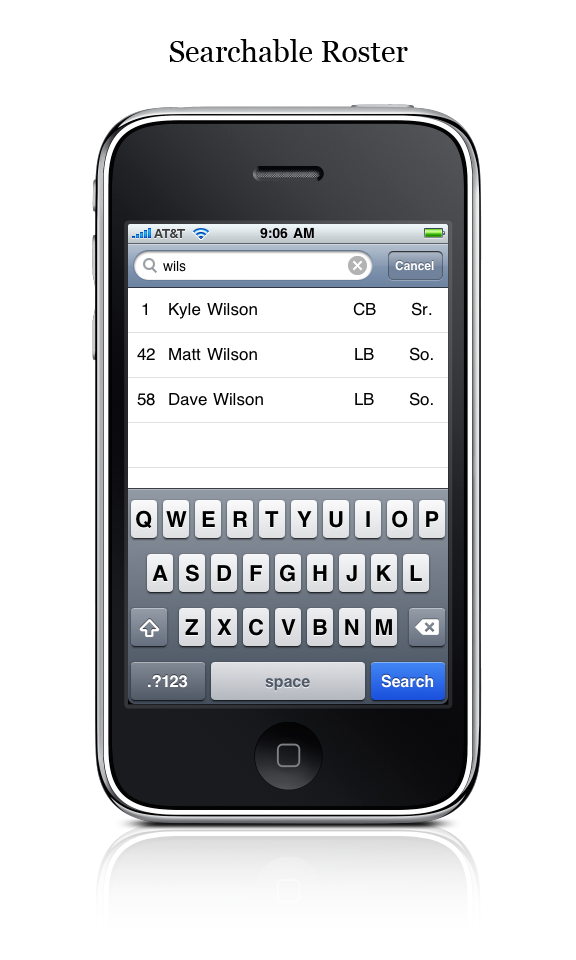 Searchable Roster
AT&T 9:06 AM
wils Cancel
1 Kyle Wilson CB Sr.
42 Matt Wilson LB So.
58 Dave Wilson LB So.
Q W E R T Y U I O P
A S D F G H J K L
Z X C V B N M
.?123 space Search